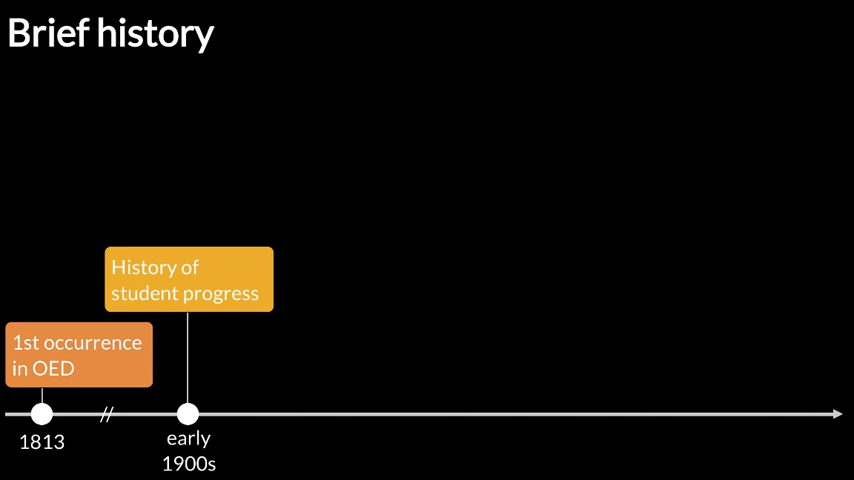 Brief history
History of
student progress
1st occurrence
in OED
//
1813
early
1900s